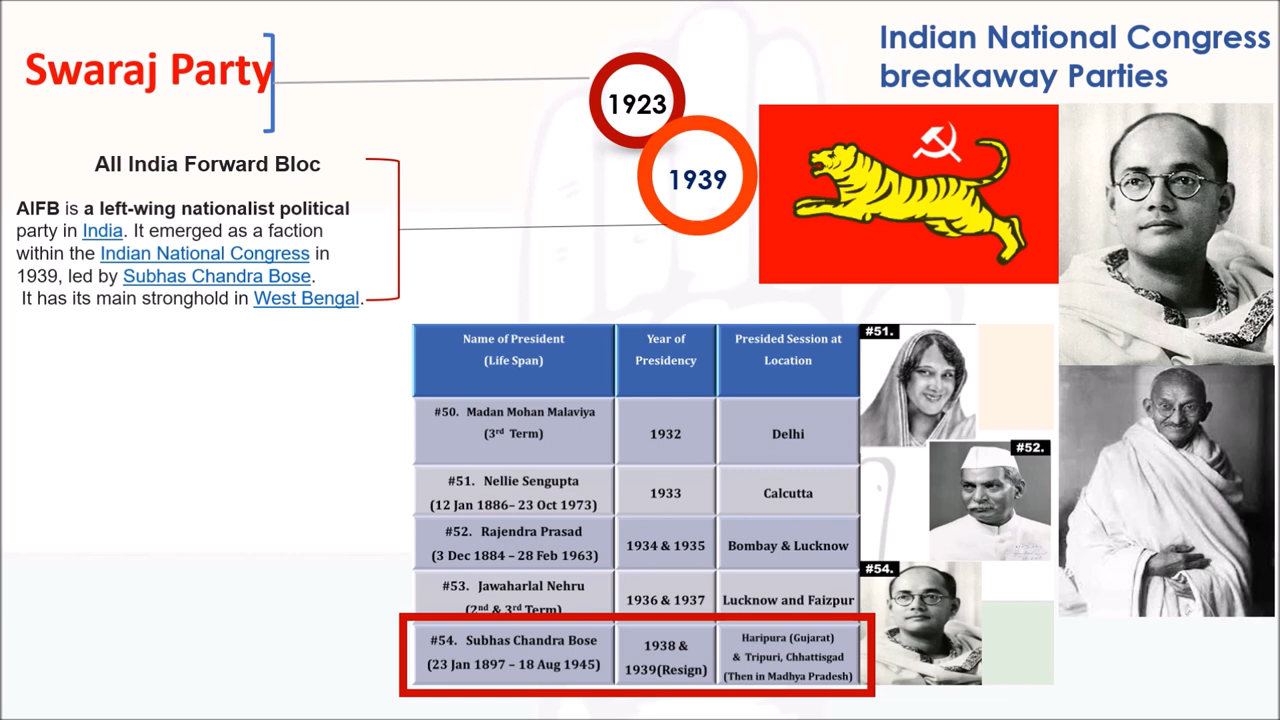 Swaraj Party
1923
Indian National Congress
breakaway Parties
1939
All India Forward Bloc
AIFB is a left-wing nationalist political
party in India. It emerged as a faction
within the Indian National Congress in
1939, led by Subhas Chandra Bose.
It has its main stronghold in West Bengal.
Name of President
(Life Span)
Year of
Presidency
Presided Session at
Location
#50. Madan Mohan Malaviya
(3rd Term)
1932
Delhi
#51. Nellie Sengupta
(12 Jan 1886– 23 Oct 1973)
1933
Calcutta
#52. Rajendra Prasad
(3 Dec 1884 – 28 Feb 1963)
1934 & 1935
Bombay & Lucknow
#53. Jawaharlal Nehru
(2nd & 3rd Term)
1936 & 1937
Lucknow and Faizpur
#54. Subhas Chandra Bose
(23 Jan 1897 – 18 Aug 1945)
1938 &
1939(Resign)
Haripura (Gujarat)
& Tripuri, Chhattisgad
(Then in Madhya Pradesh)
#51.
#52.
#54.